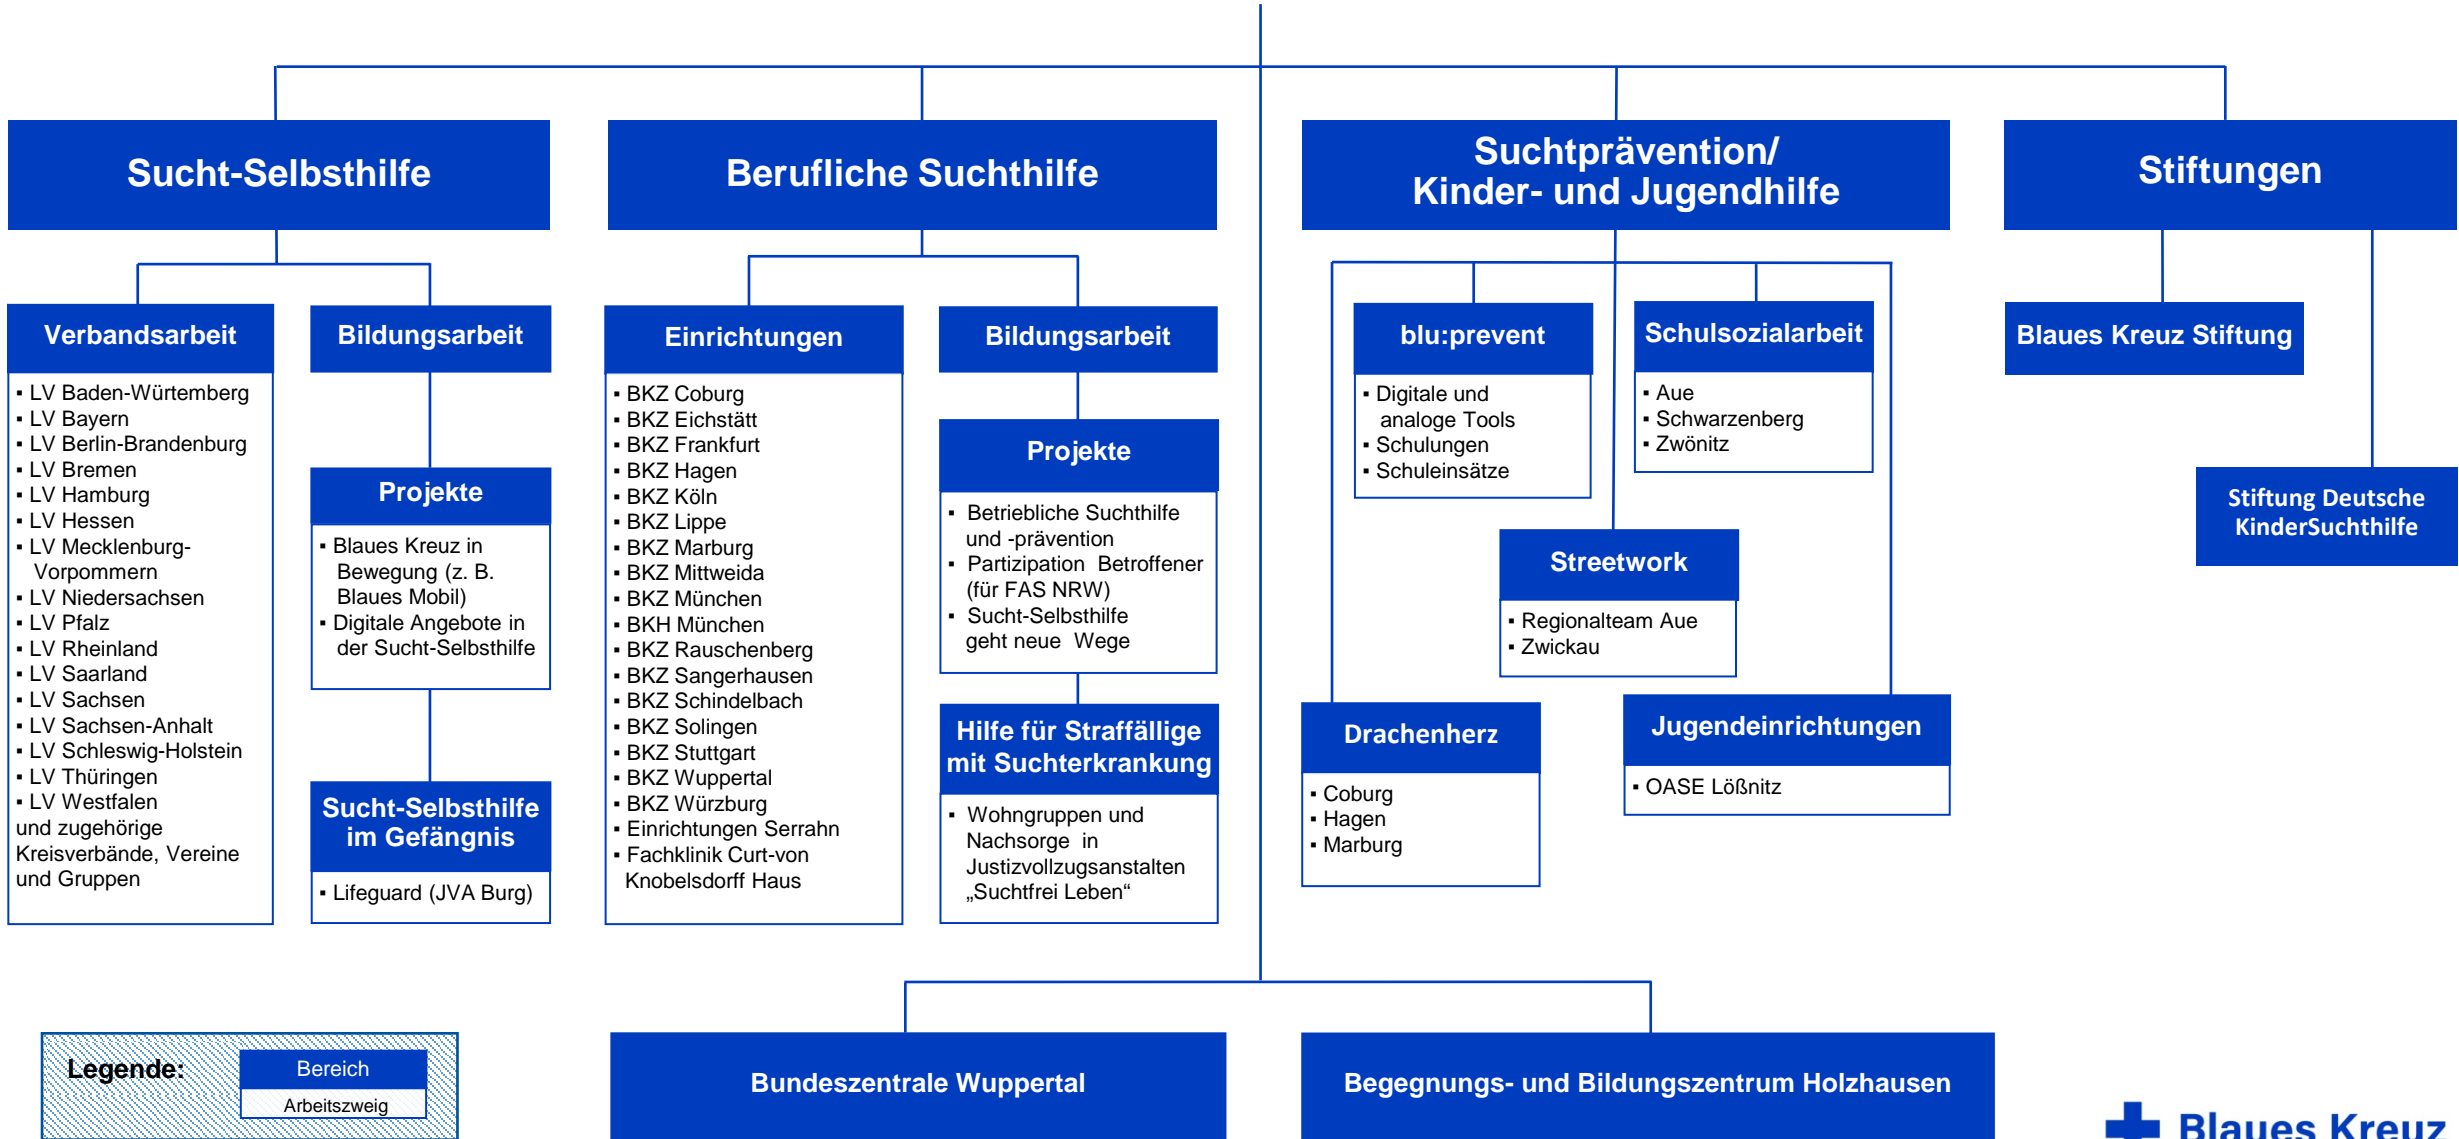 Sucht-Selbsthilfe
Berufliche Suchthilfe
Suchtprävention/
Kinder- und Jugendhilfe
Stiftungen
Verbandsarbeit
▪ LV Baden-Würtemberg
▪ LV Bayern
▪ LV Berlin-Brandenburg
▪ LV Bremen
▪ LV Hamburg
▪ LV Hessen
▪ LV Mecklenburg-
Vorpommern
▪ LV Niedersachsen
▪ LV Pfalz
▪ LV Rheinland
▪ LV Saarland
▪ LV Sachsen
▪ LV Sachsen-Anhalt
▪ LV Schleswig-Holstein
▪ LV Thüringen
▪ LV Westfalen
und zugehörige
Kreisverbände, Vereine
und Gruppen
Bildungsarbeit
Projekte
▪ Blaues Kreuz in
Bewegung (z. B.
Blaues Mobil)
▪ Digitale Angebote in
der Sucht-Selbsthilfe
Sucht-Selbsthilfe
im Gefängnis
▪ Lifeguard (JVA Burg)
Einrichtungen
▪ BKZ Coburg
▪ BKZ Eichstätt
▪ BKZ Frankfurt
▪ BKZ Hagen
▪ BKZ Köln
▪ BKZ Lippe
▪ BKZ Marburg
▪ BKZ Mittweida
▪ BKZ München
▪ BKH München
▪ BKZ Rauschenberg
▪ BKZ Sangerhausen
▪ BKZ Schindelbach
▪ BKZ Solingen
▪ BKZ Stuttgart
▪ BKZ Wuppertal
▪ BKZ Würzburg
▪ Einrichtungen Serrahn
▪ Fachklinik Curt-von
Knobelsdorff Haus
Bildungsarbeit
Projekte
▪ Betriebliche Suchthilfe
und -prävention
▪ Partizipation Betroffener
(für FAS NRW)
▪ Sucht-Selbsthilfe
geht neue Wege
Hilfe für Straffällige
mit Suchterkrankung
▪ Wohngruppen und
Nachsorge in
Justizvollzugsanstalten
„Suchtfrei Leben“
blu:prevent
▪ Digitale und
analoge Tools
▪ Schulungen
▪ Schuleinsätze
Schulsozialarbeit
▪ Aue
▪ Schwarzenberg
▪ Zwönitz
Streetwork
▪ Regionalteam Aue
▪ Zwickau
Drachenherz
▪ Coburg
▪ Hagen
▪ Marburg
Jugendeinrichtungen
▪ OASE Lößnitz
Blaues Kreuz Stiftung
Stiftung Deutsche
KinderSuchthilfe
Legende:
Bereich
Arbeitszweig
Bundeszentrale Wuppertal
Begegnungs- und Bildungszentrum Holzhausen
Blaues Kreuz